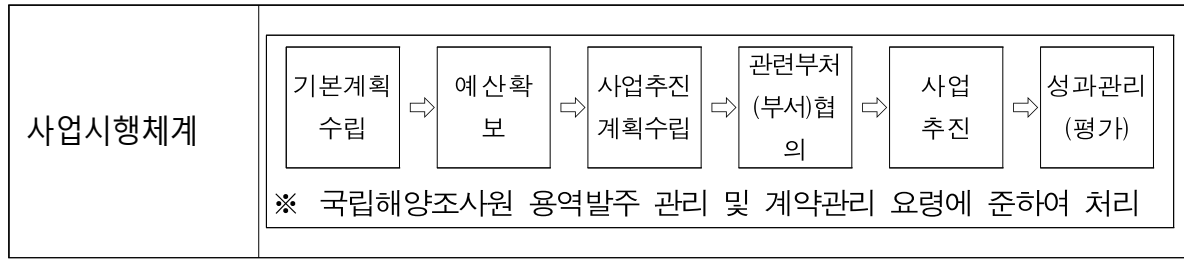 사업시행체계
기본계획
수립
⇨
예산확
보
⇨
사업추진
계획수립
⇨
관련부처
(부서)협
의
⇨
사업
추진
⇨
성과관리
(평가)
※ 국립해양조사원 용역발주 관리 및 계약관리 요령에 준하여 처리